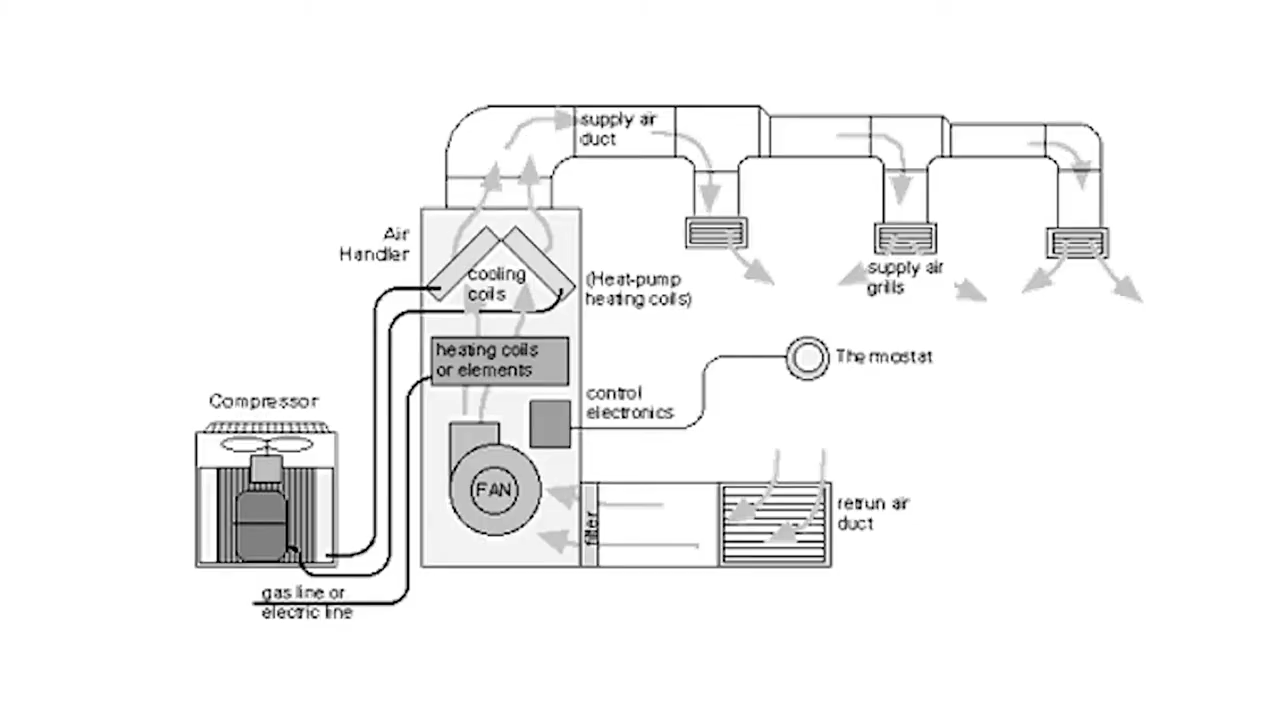 supply air
duct
Air
Handler
cooling
coils
(Heat-pump
heating coils)
supply air
grills
heating coils
or elements
Thermostat
control
electronics
Compressor
FAN
filter
retrun air
duct
gas line or
electric line